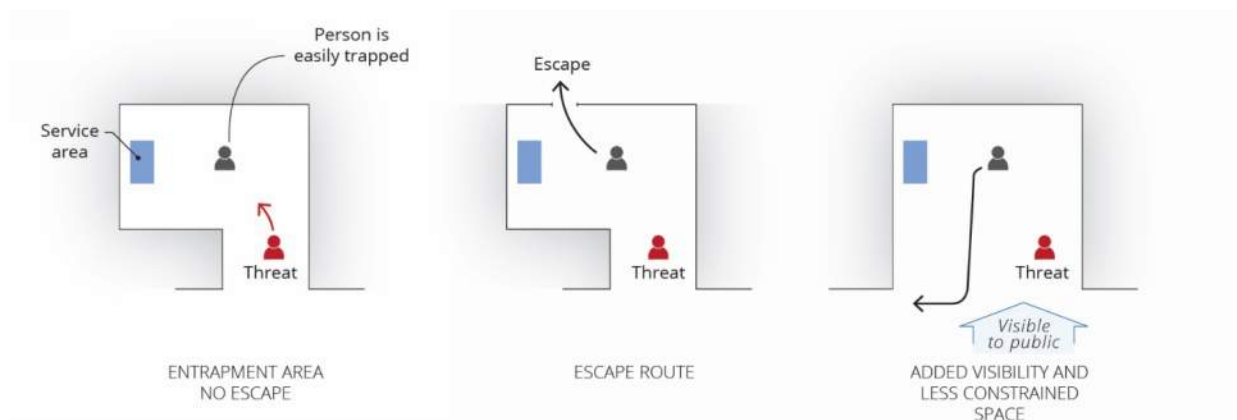 Person is
easily trapped
Service
area
Threat
ENTRAPMENT AREA
NO ESCAPE
Escape
Threat
ESCAPE ROUTE
Threat
Visible
to public
ADDED VISIBILITY AND
LESS CONSTRAINED
SPACE